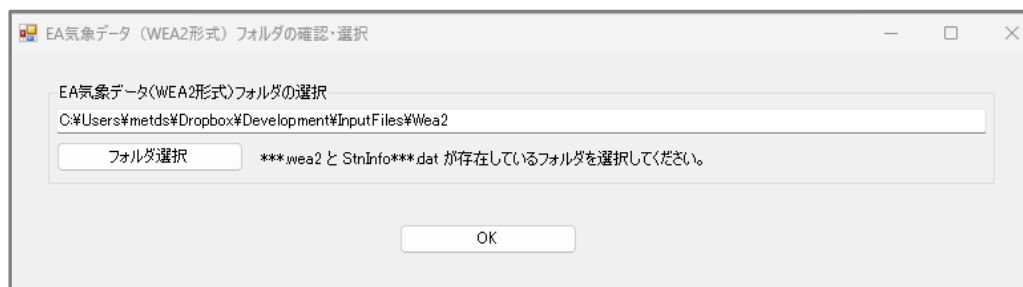 EA気象データ（WEA2形式）フォルダの確認・選択
EA気象データ(WEA2形式)フォルダの選択
C:¥Users¥metds¥Dropbox¥Development¥InputFiles¥Wea2
フォルダ選択 ***.wea2 と StnInfo***.dat が存在しているフォルダを選択してください。
OK